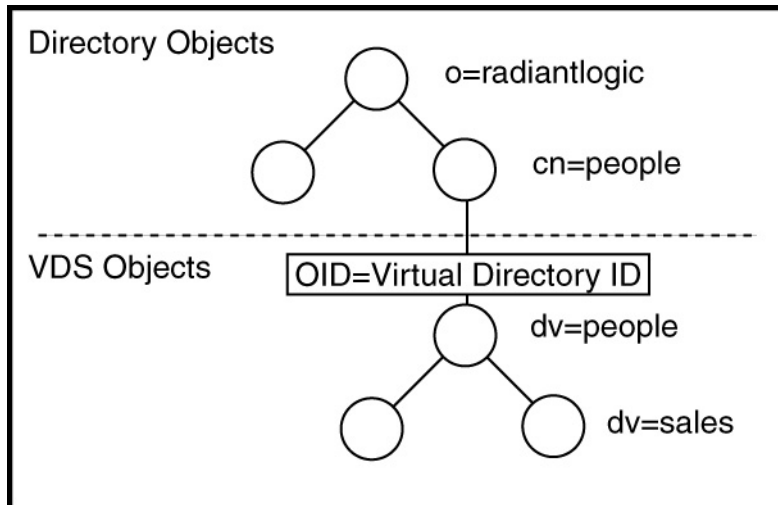 Directory Objects
o=radiantlogic
cn=people
VDS Objects
OID=Virtual Directory ID
dv=people
dv=sales